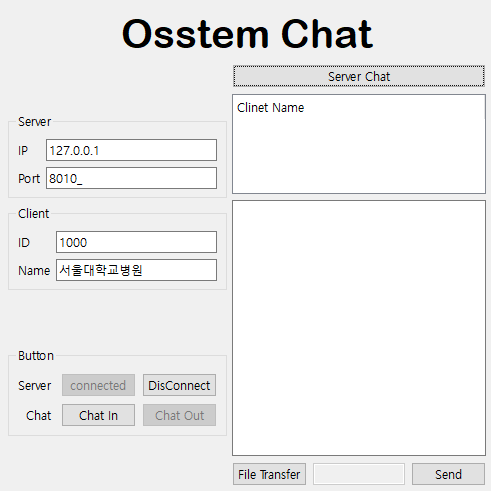 Osstem Chat
Server Chat
Clinet Name
Server
IP 127.0.0.1
Port 8010_
Client
ID 1000
Name 서울대학교병원
Button
Server connected DisConnect
Chat Chat In Chat Out
File Transfer Send